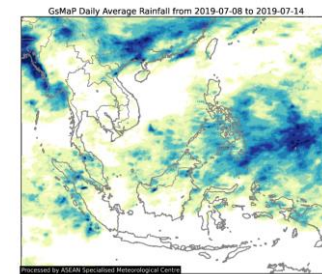 GsMaP Daily Average Rainfall from 2019-07-08 to 2019-07-14
Processed by ASEAN Specialised Meteorological Centre